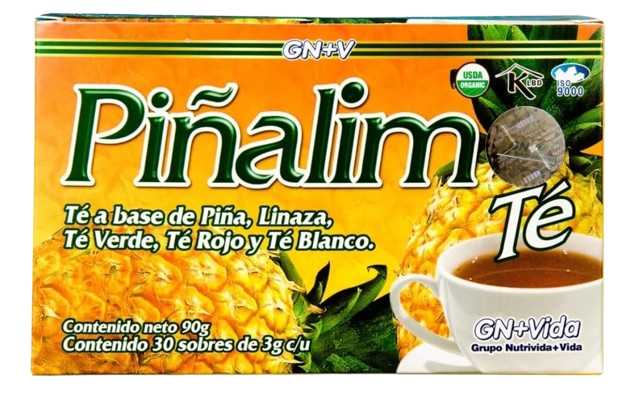 GN+V
USDA
ORGANIC
K LBD
ISO
9000
Piñalim
Té
Té a base de Piña, Linaza,
Té Verde, Té Rojo y Té Blanco.
Contenido neto 90g
Contenido 30 sobres de 3g c/u
GN+Vida
Grupo Nutrivida+Vida